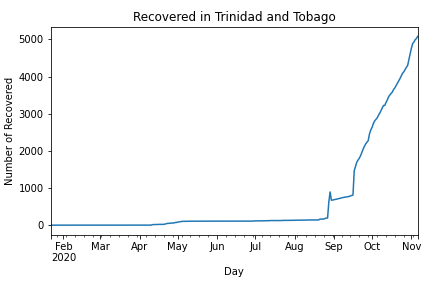 Recovered in Trinidad and Tobago
Number of Recovered
5000
4000
3000
2000
1000
0
Feb Mar Apr May Jun Jul Aug Sep Oct Nov
2020
Day